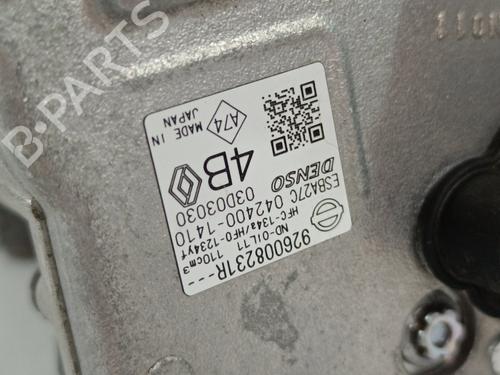 926008231R---
ND-OIL11 110cm³
HFC-134a/HFO-1234yf
ESBA27C 042400-1410
DENSO 03D03030
4B
A74
MADE IN
JAPAN
B-PARTS